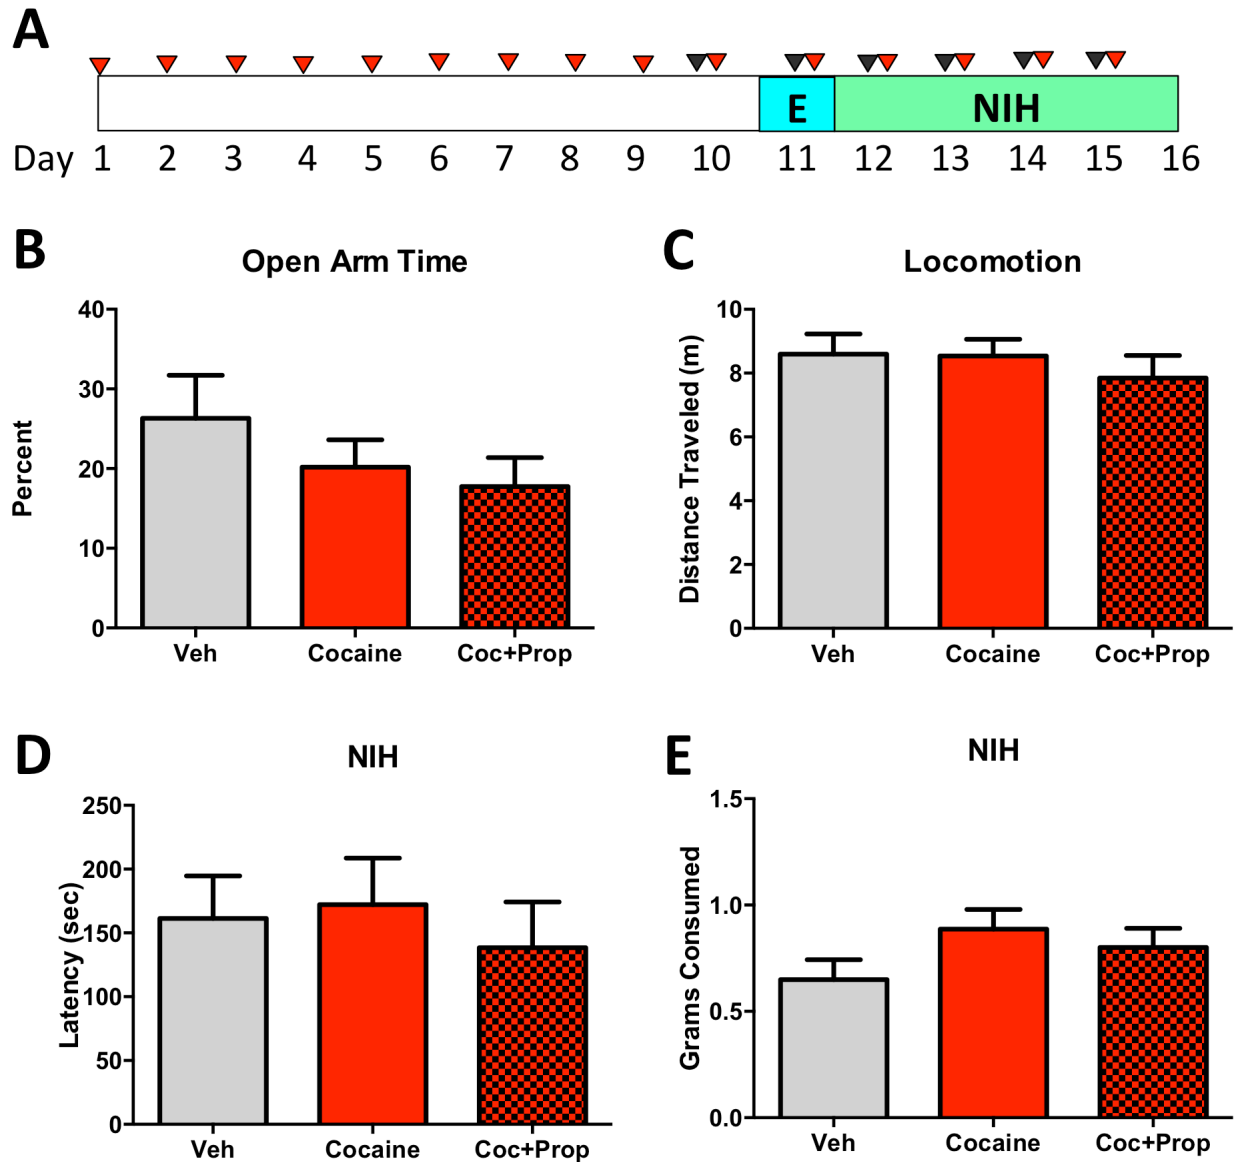 A
E NIH
Day 1 2 3 4 5 6 7 8 9 10 11 12 13 14 15 16
B
Open Arm Time
Percent
40
30
20
10
0
Veh Cocaine Coc+Prop
C
Locomotion
Distance Traveled (m)
10
8
6
4
2
0
Veh Cocaine Coc+Prop
D
NIH
Latency (sec)
250
200
150
100
50
0
Veh Cocaine Coc+Prop
E
NIH
Grams Consumed
1.5
1.0
0.5
0.0
Veh Cocaine Coc+Prop